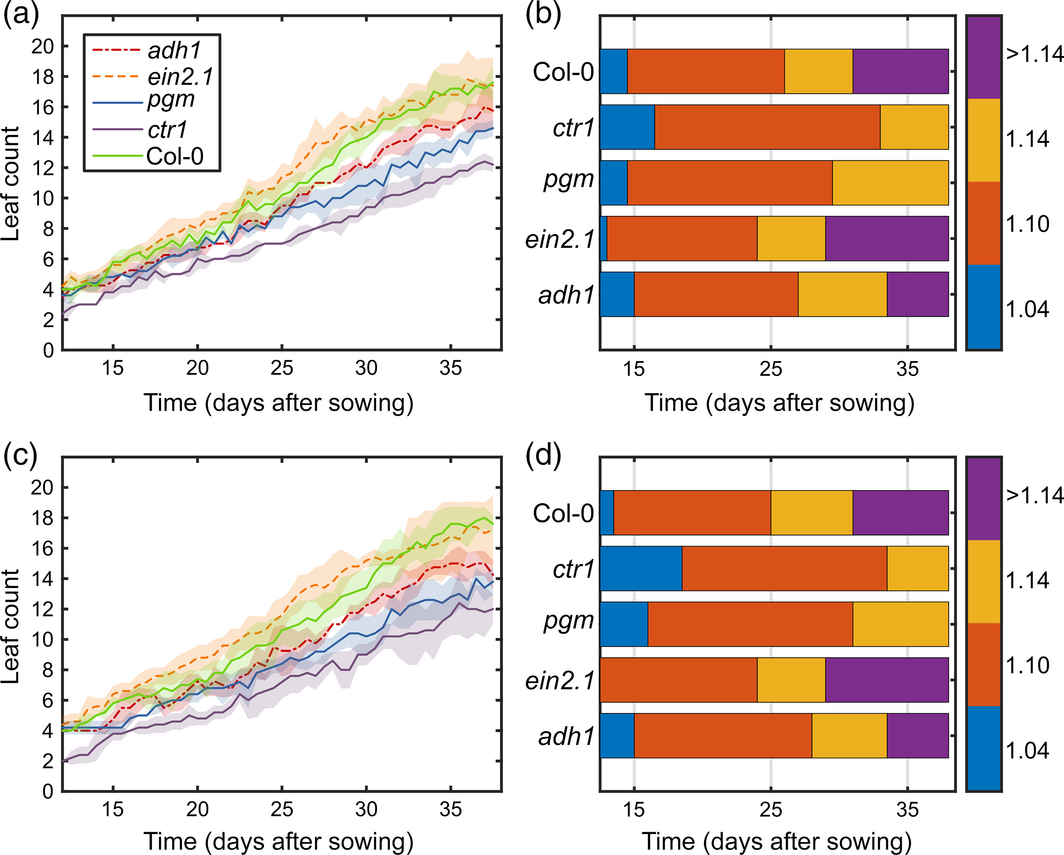 (a)
20
18
16
14
12
10
8
6
4
2
0
Leaf count
adh1
ein2.1
pgm
ctr1
Col-0
15 20 25 30 35
Time (days after sowing)
(b)
Col-0
ctr1
pgm
ein2.1
adh1
15 25 35
Time (days after sowing)
>1.14
1.14
1.10
1.04
(c)
20
18
16
14
12
10
8
6
4
2
0
Leaf count
15 20 25 30 35
Time (days after sowing)
(d)
Col-0
ctr1
pgm
ein2.1
adh1
15 25 35
Time (days after sowing)
>1.14
1.14
1.10
1.04